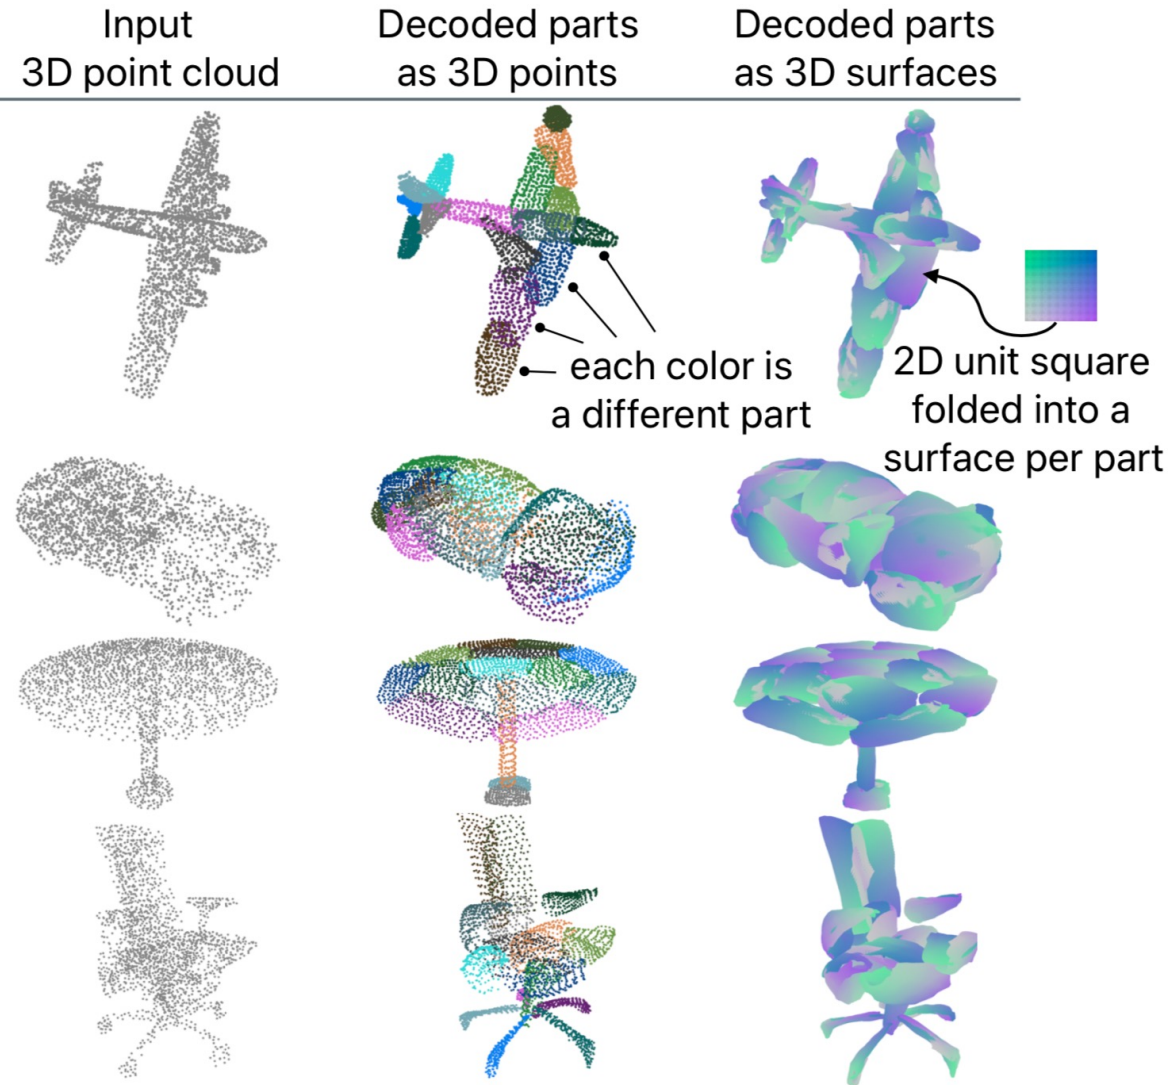 Input
3D point cloud
Decoded parts
as 3D points
Decoded parts
as 3D surfaces
each color is
a different part
2D unit square
folded into a
surface per part